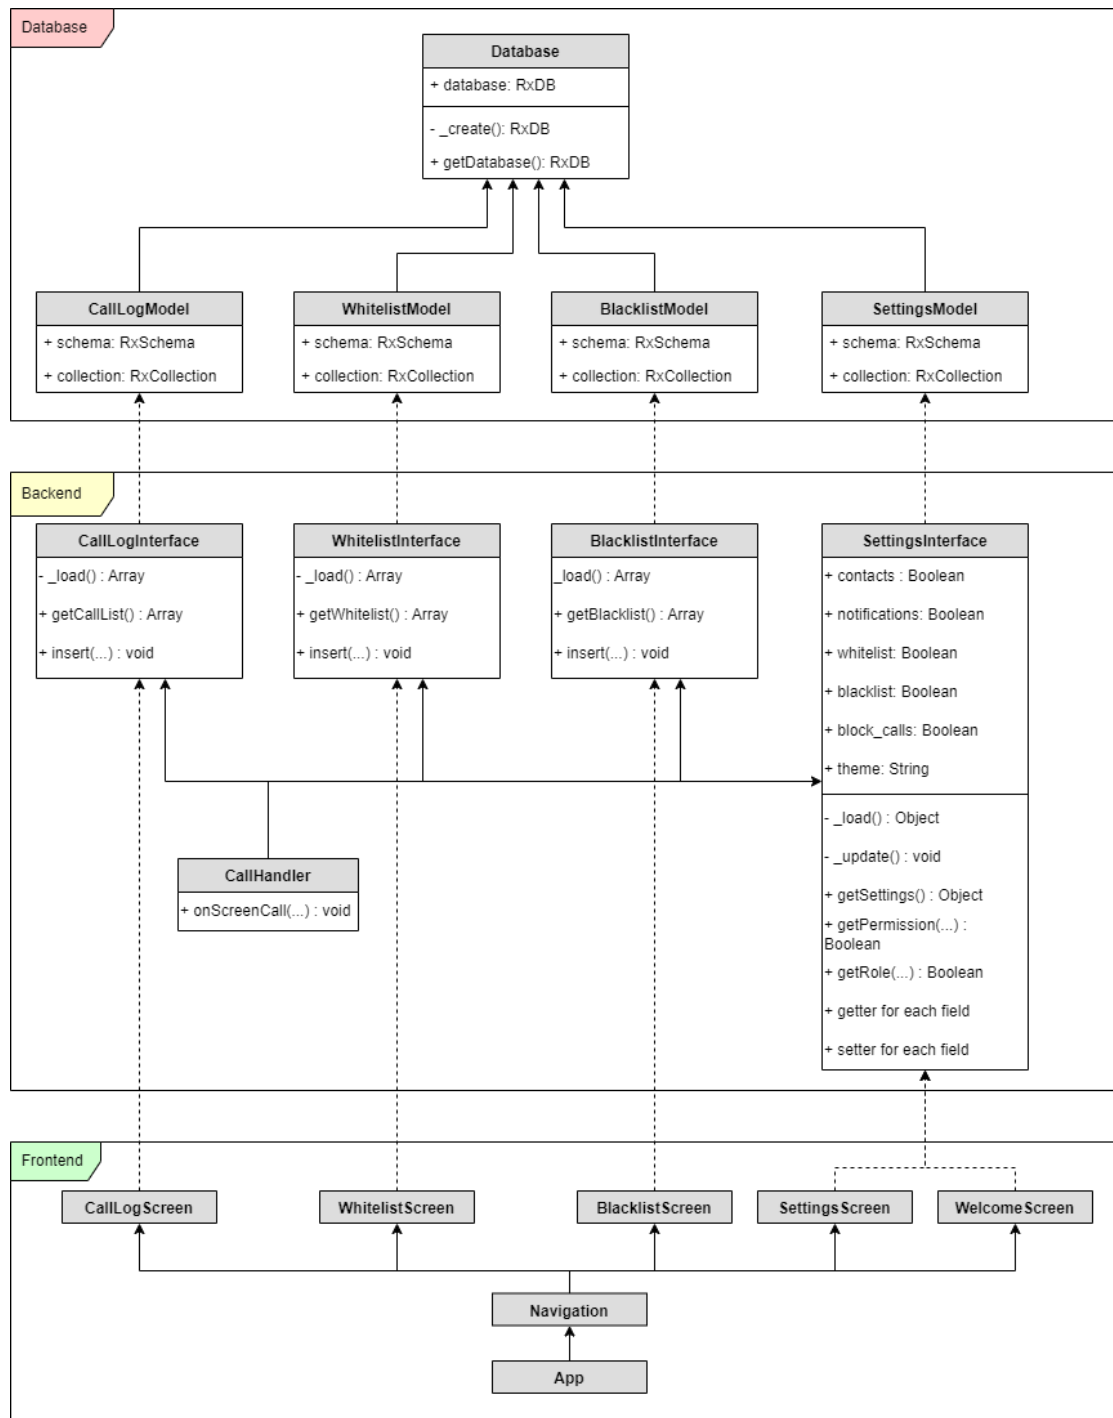 Database
Database
+ database: RxDB
- _create(): RxDB
+ getDatabase(): RxDB
CallLogModel
+ schema: RxSchema
+ collection: RxCollection
WhitelistModel
+ schema: RxSchema
+ collection: RxCollection
BlacklistModel
+ schema: RxSchema
+ collection: RxCollection
SettingsModel
+ schema: RxSchema
+ collection: RxCollection
Backend
CallLogInterface
- _load() : Array
+ getCallList() : Array
+ insert(...) : void
WhitelistInterface
- _load() : Array
+ getWhitelist() : Array
+ insert(...) : void
BlacklistInterface
_load() : Array
+ getBlacklist() : Array
+ insert(...) : void
SettingsInterface
+ contacts : Boolean
+ notifications: Boolean
+ whitelist: Boolean
+ blacklist: Boolean
+ block_calls: Boolean
+ theme: String
- _load() : Object
- _update() : void
+ getSettings() : Object
+ getPermission(...) :
Boolean
+ getRole(...) : Boolean
+ getter for each field
+ setter for each field
CallHandler
+ onScreenCall(...) : void
Frontend
CallLogScreen
WhitelistScreen
BlacklistScreen
SettingsScreen
WelcomeScreen
Navigation
App